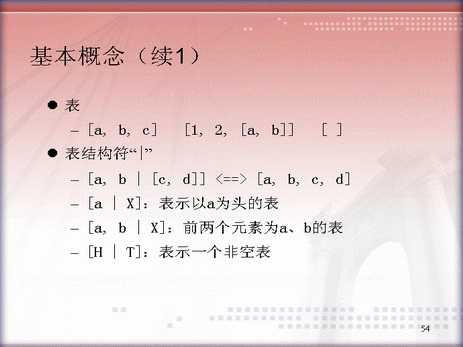 基本概念（续1）
● 表
– [a, b, c] [1, 2, [a, b]] [ ]
● 表结构符“|”
– [a, b | [c, d]] <==> [a, b, c, d]
– [a | X]：表示以a为头的表
– [a, b | X]：前两个元素为a、b的表
– [H | T]：表示一个非空表
54